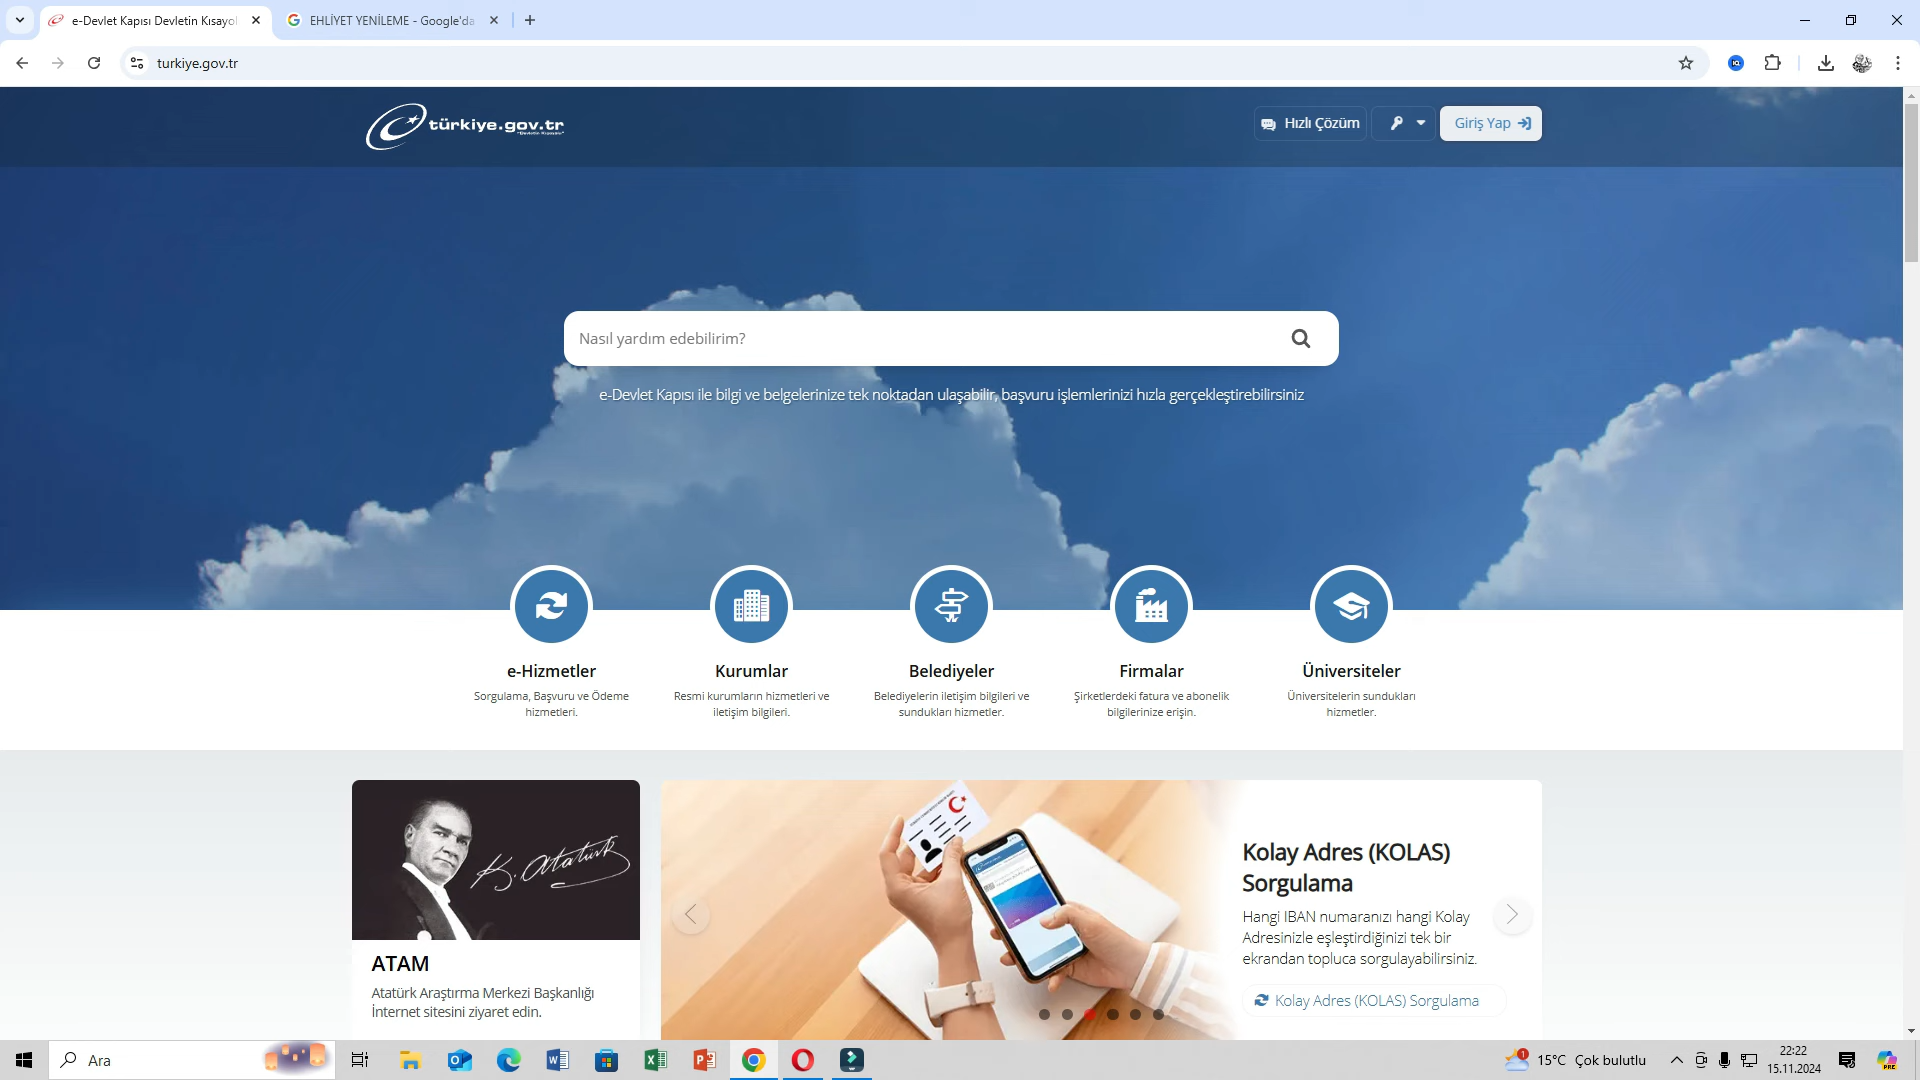 e-Devlet Kapısı Devletin Kısayol
EHLİYET YENİLEME - Google'da
turkiye.gov.tr
türkiye.gov.tr
"Devletin Kısayolu"
Hızlı Çözüm
Giriş Yap
Nasıl yardım edebilirim?
e-Devlet Kapısı ile bilgi ve belgelerinize tek noktadan ulaşabilir, başvuru işlemlerinizi hızla gerçekleştirebilirsiniz
e-Hizmetler
Sorgulama, Başvuru ve Ödeme
hizmetleri.
Kurumlar
Resmi kurumların hizmetleri ve
iletişim bilgileri.
Belediyeler
Belediyelerin iletişim bilgileri ve
sundukları hizmetler.
Firmalar
Şirketlerdeki fatura ve abonelik
bilgilerinize erişin.
Üniversiteler
Üniversitelerin sundukları
hizmetler.
K. Atatürk
ATAM
Atatürk Araştırma Merkezi Başkanlığı
İnternet sitesini ziyaret edin.
Kolay Adres (KOLAS)
Sorgulama
Hangi IBAN numaranızı hangi Kolay
Adresinizle eşleştirdiğinizi tek bir
ekrandan topluca sorgulayabilirsiniz.
Kolay Adres (KOLAS) Sorgulama
Ara
1
15°C Çok bulutlu
22:22
15.11.2024
PRE